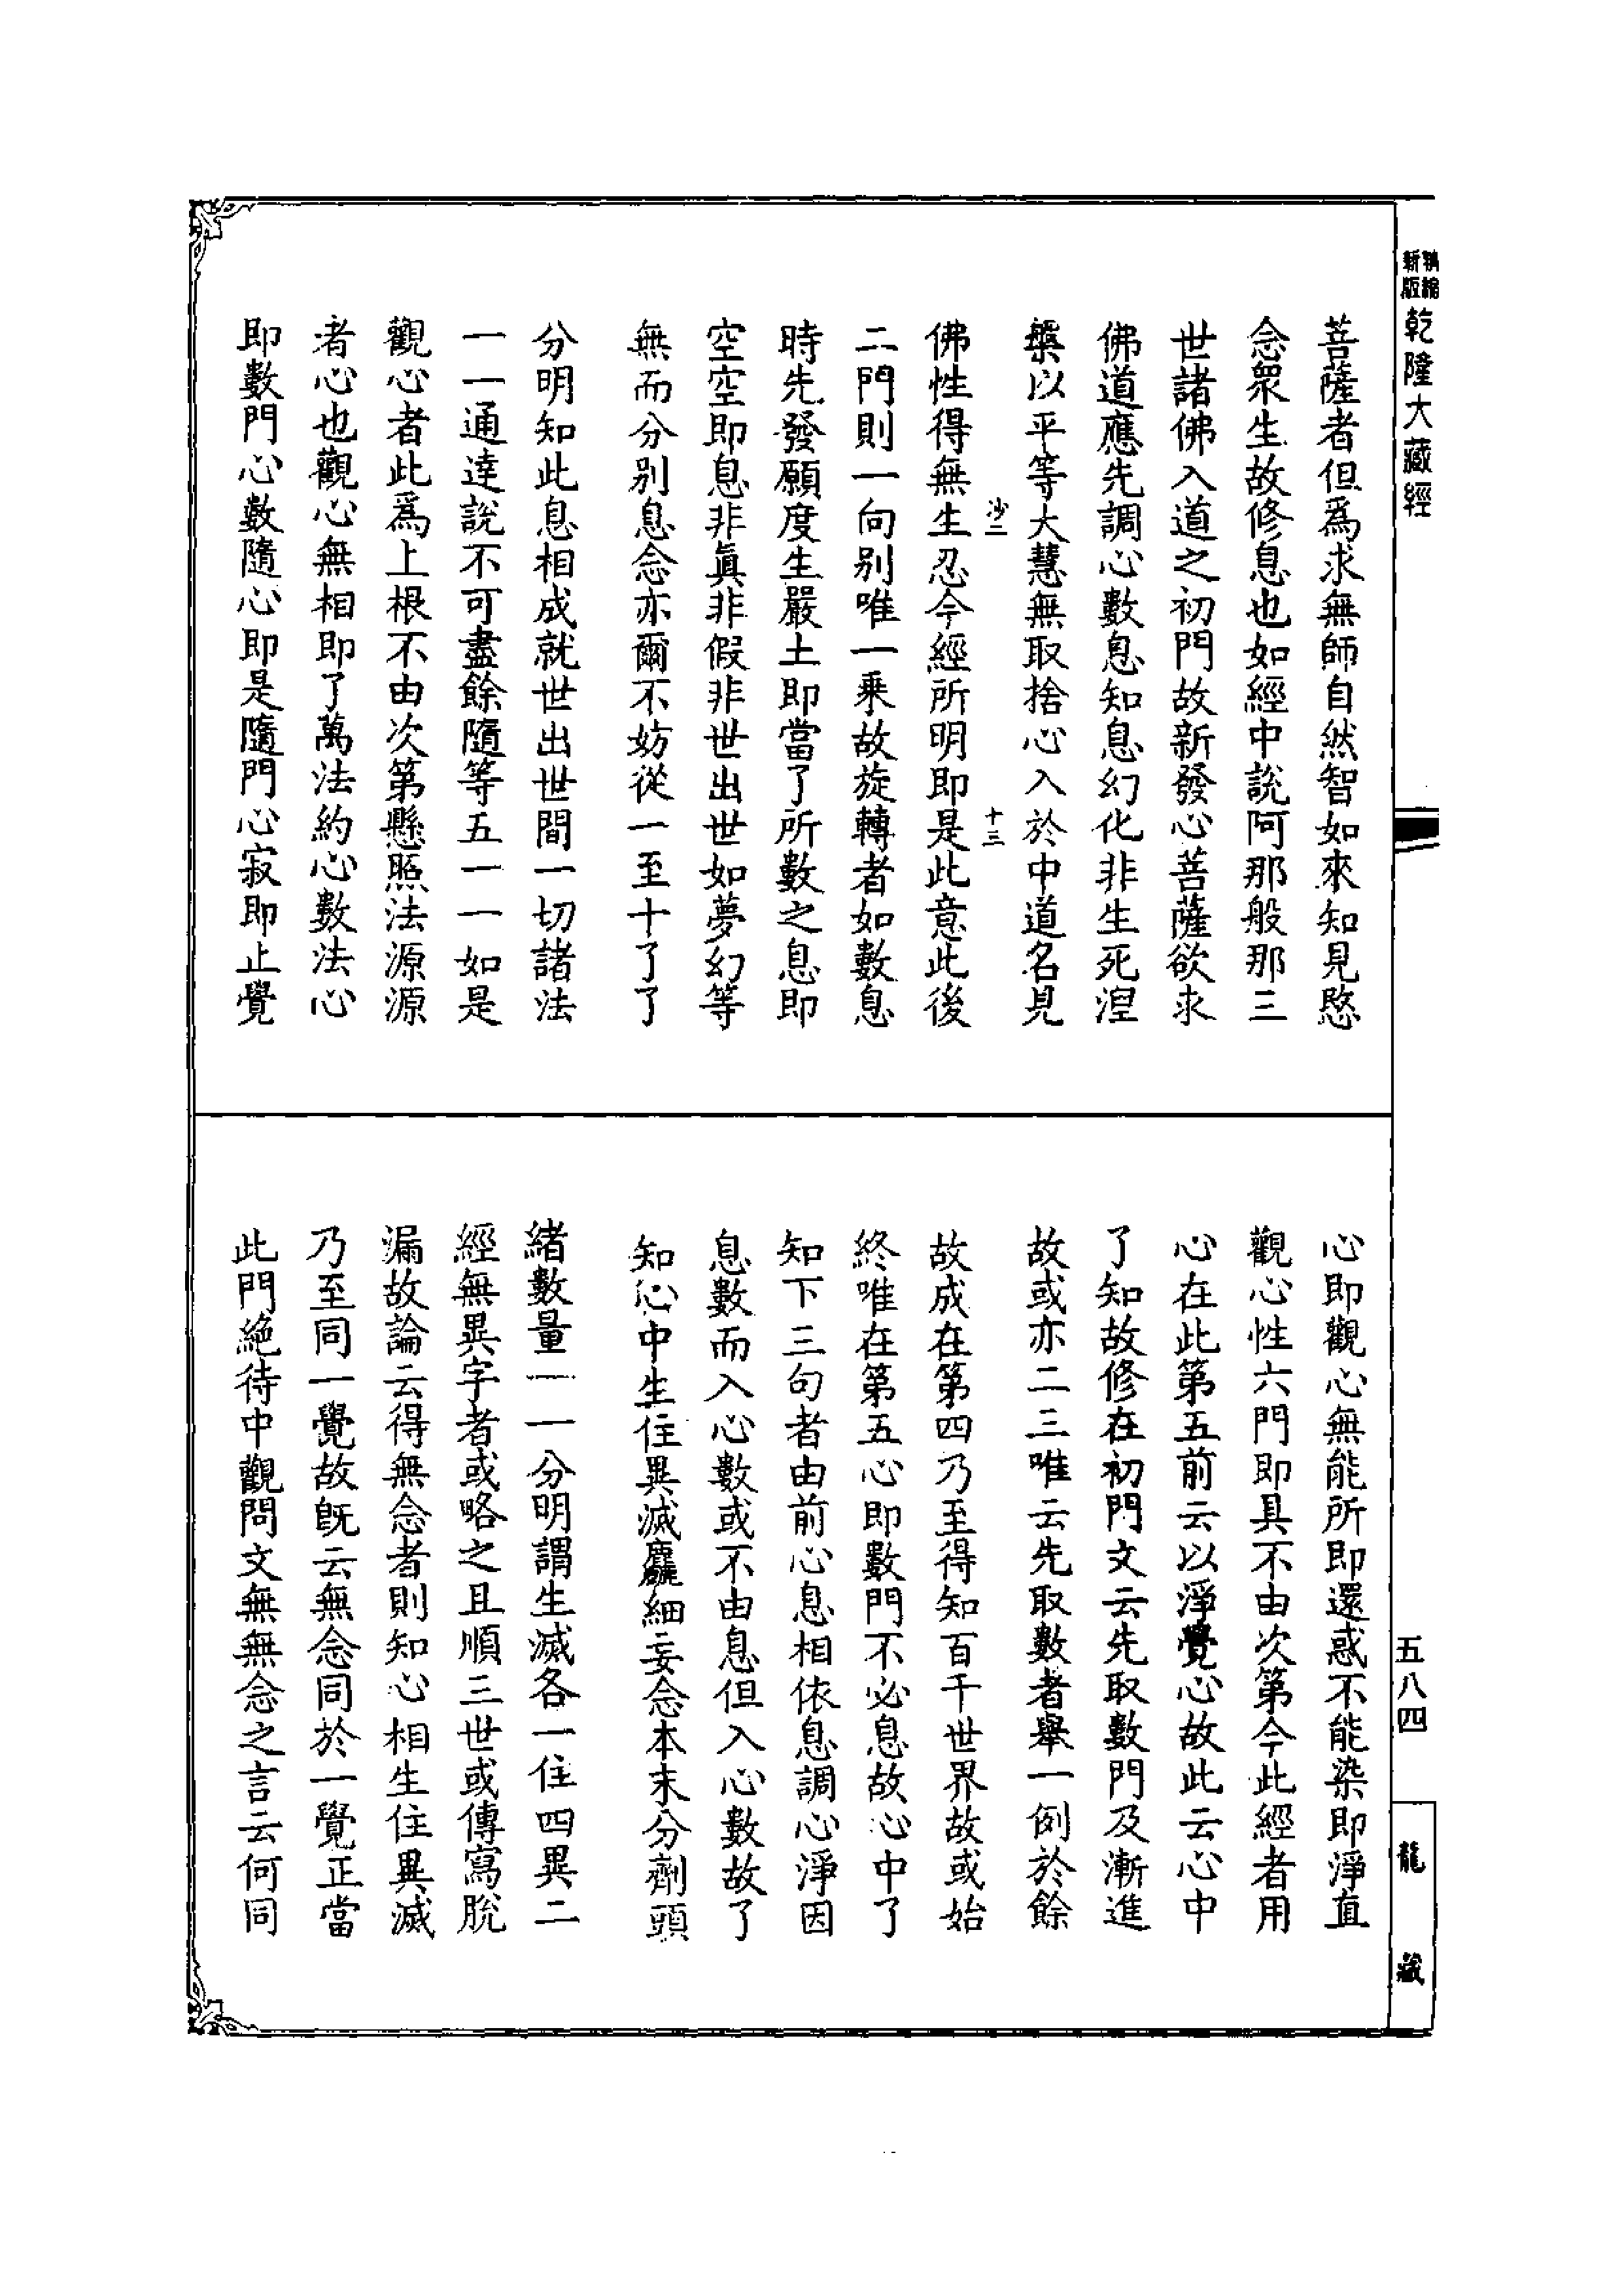 新版精縮乾隆大藏經
菩薩者但爲求無師自然智如來知見愍
念衆生故修息也如經中說阿那般那三
世諸佛入道之初門故新發心菩薩欲求
佛道應先調心數息知息幻化非生死涅
槃以平等大慧無取捨心入於中道名見
沙二 十三
佛性得無生忍今經所明即是此意此後
二門則一向别唯一乗故旋轉者如數息
時先發願度生嚴土即當了所數之息即
空空即息非眞非假非世出世如夢幻等
無而分别息念亦爾不妨從一至十了了
分明知此息相成就世出世間一切諸法
一一通達說不可盡餘隨等五一一如是
觀心者此爲上根不由次第懸照法源源
者心也觀心無相即了萬法約心數法心
即數門心數隨心即是隨門心寂即止覺
心即觀心無能所即還惑不能染即淨直
觀心性六門即具不由次第今此經者用
心在此第五前云以淨覺心故此云心中
了知故修在初門文云先取數門及漸進
故或亦二三唯云先取數者舉一例於餘
故成在第四乃至得知百千世界故或始
終唯在第五心即數門不必息故心中了
知下三句者由前心息相依息調心淨因
息數而入心數或不由息但入心數故了
知心中生住異滅麤細妄念本末分劑頭
緒數量一一分明謂生滅各一住四異二
經無異字者或略之且順三世或傳寫脫
漏故論云得無念者則知心相生住異滅
乃至同一覺故旣云無念同於一覺正當
此門絶待中觀問文無無念之言云何同
五八四
龍藏